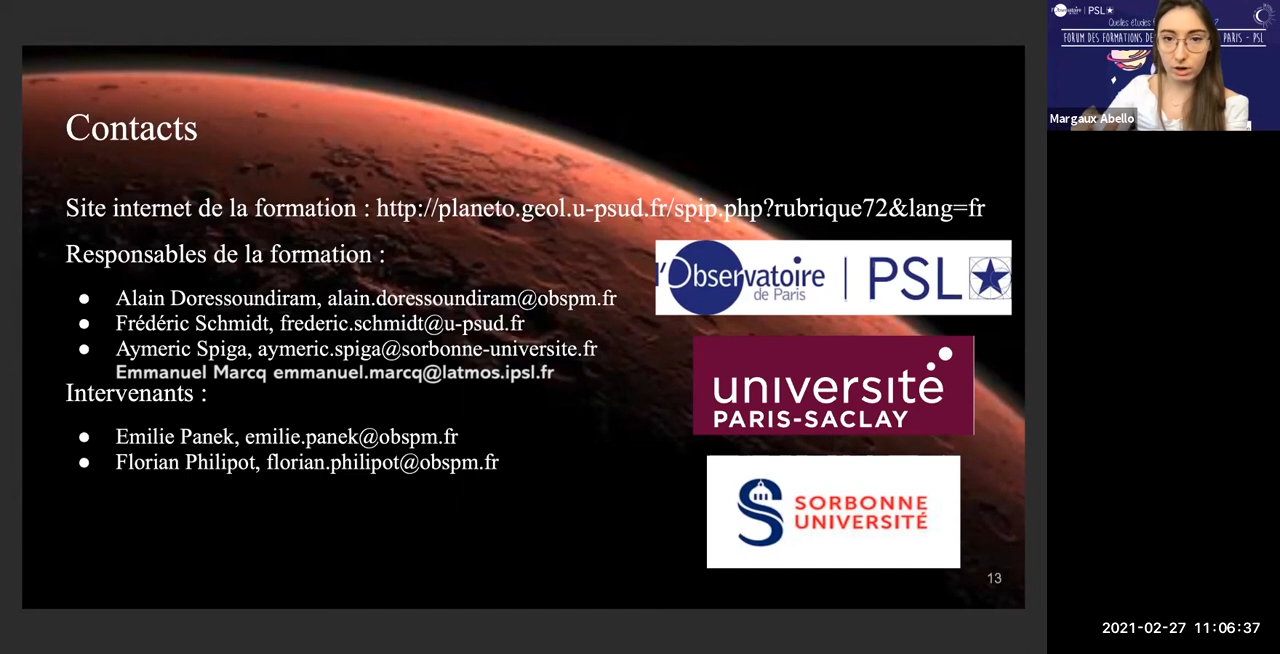 Contacts
Site internet de la formation : http://planeto.geol.u-psud.fr/spip.php?rubrique72&lang=fr
Responsables de la formation :
● Alain Doressoundiram, alain.doressoundiram@obspm.fr
● Frédéric Schmidt, frederic.schmidt@u-psud.fr
● Aymeric Spiga, aymeric.spiga@sorbonne-universite.fr
Emmanuel Marcq emmanuel.marcq@latmos.ipsl.fr
Intervenants :
● Emilie Panek, emilie.panek@obspm.fr
● Florian Philipot, florian.philipot@obspm.fr
l'Observatoire de Paris | PSL
université
PARIS-SACLAY
SORBONNE
UNIVERSITÉ
13
l'Observatoire | PSL
Quelles études ?
FORUM DES FORMATIONS DE PARIS - PSL
Margaux Abello
2021-02-27 11:06:37